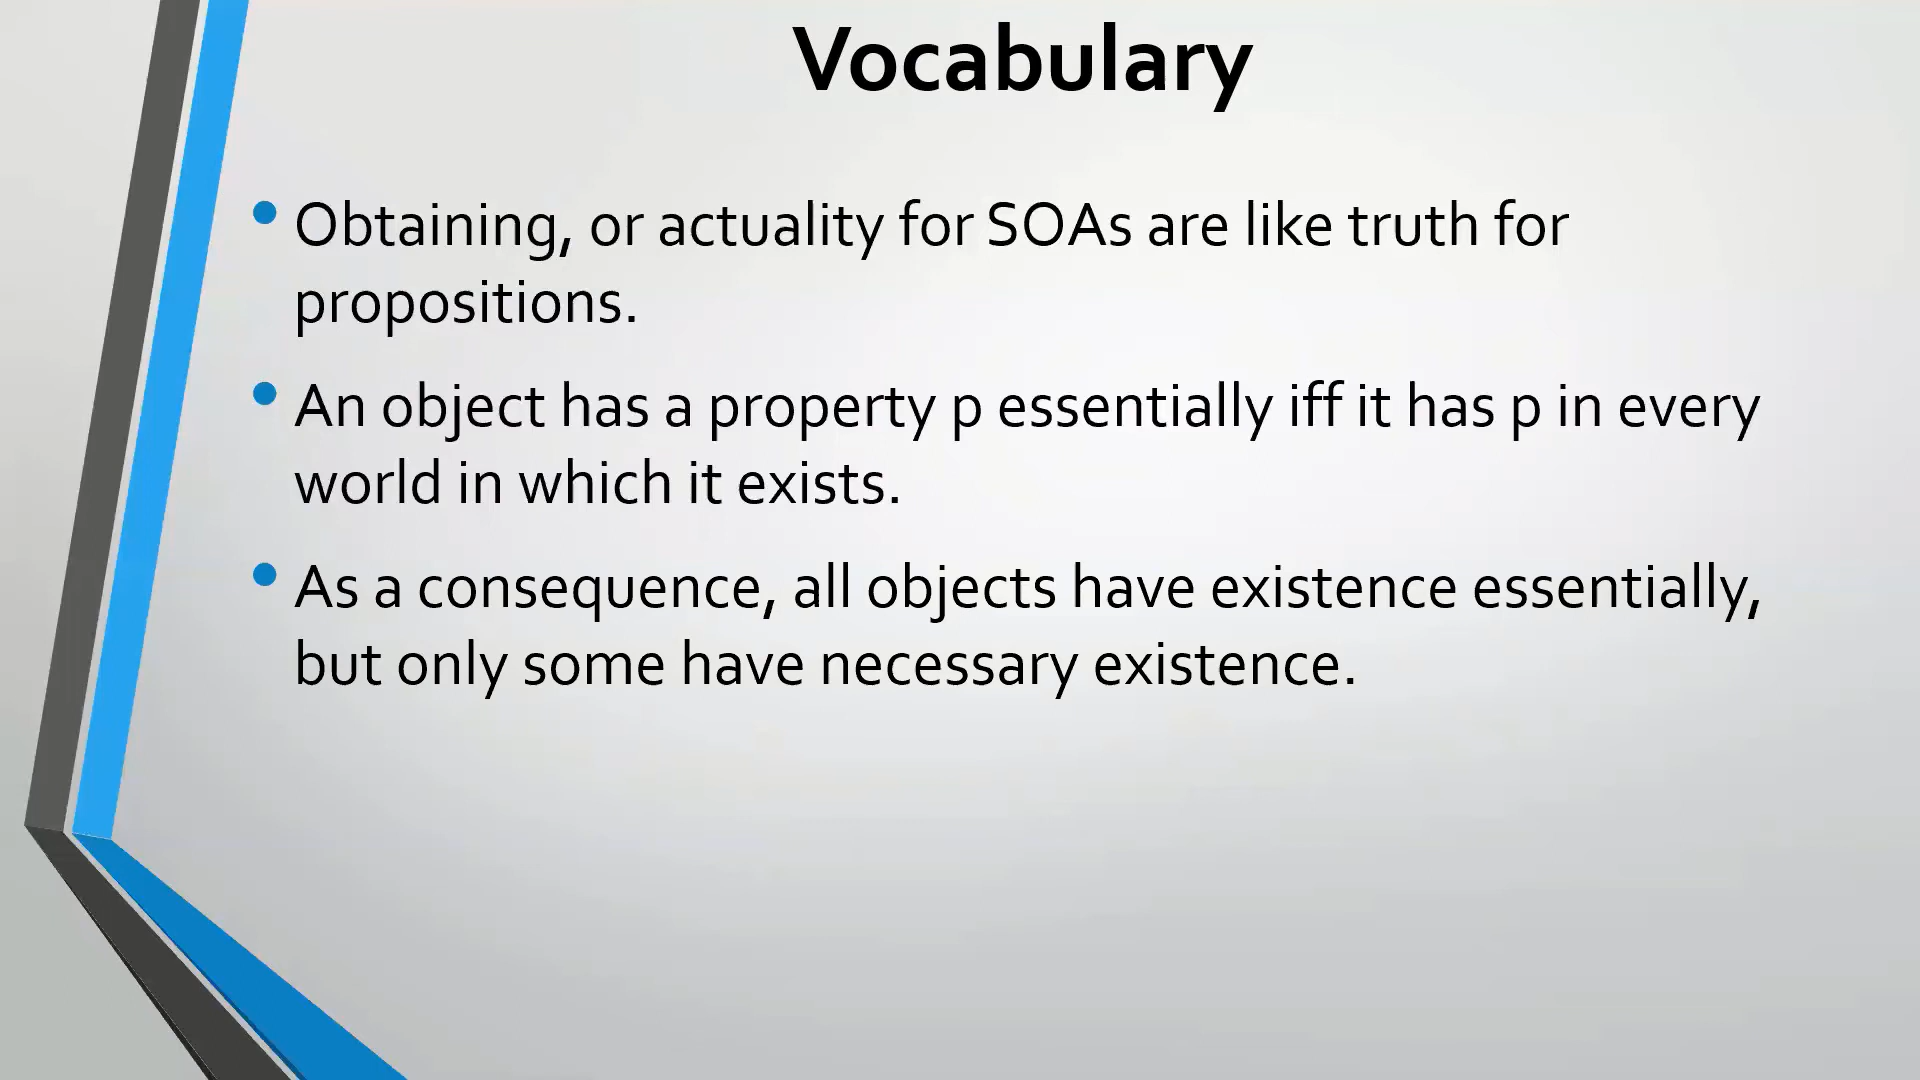 Vocabulary
• Obtaining, or actuality for SOAs are like truth for
propositions.
• An object has a property p essentially iff it has p in every
world in which it exists.
• As a consequence, all objects have existence essentially,
but only some have necessary existence.